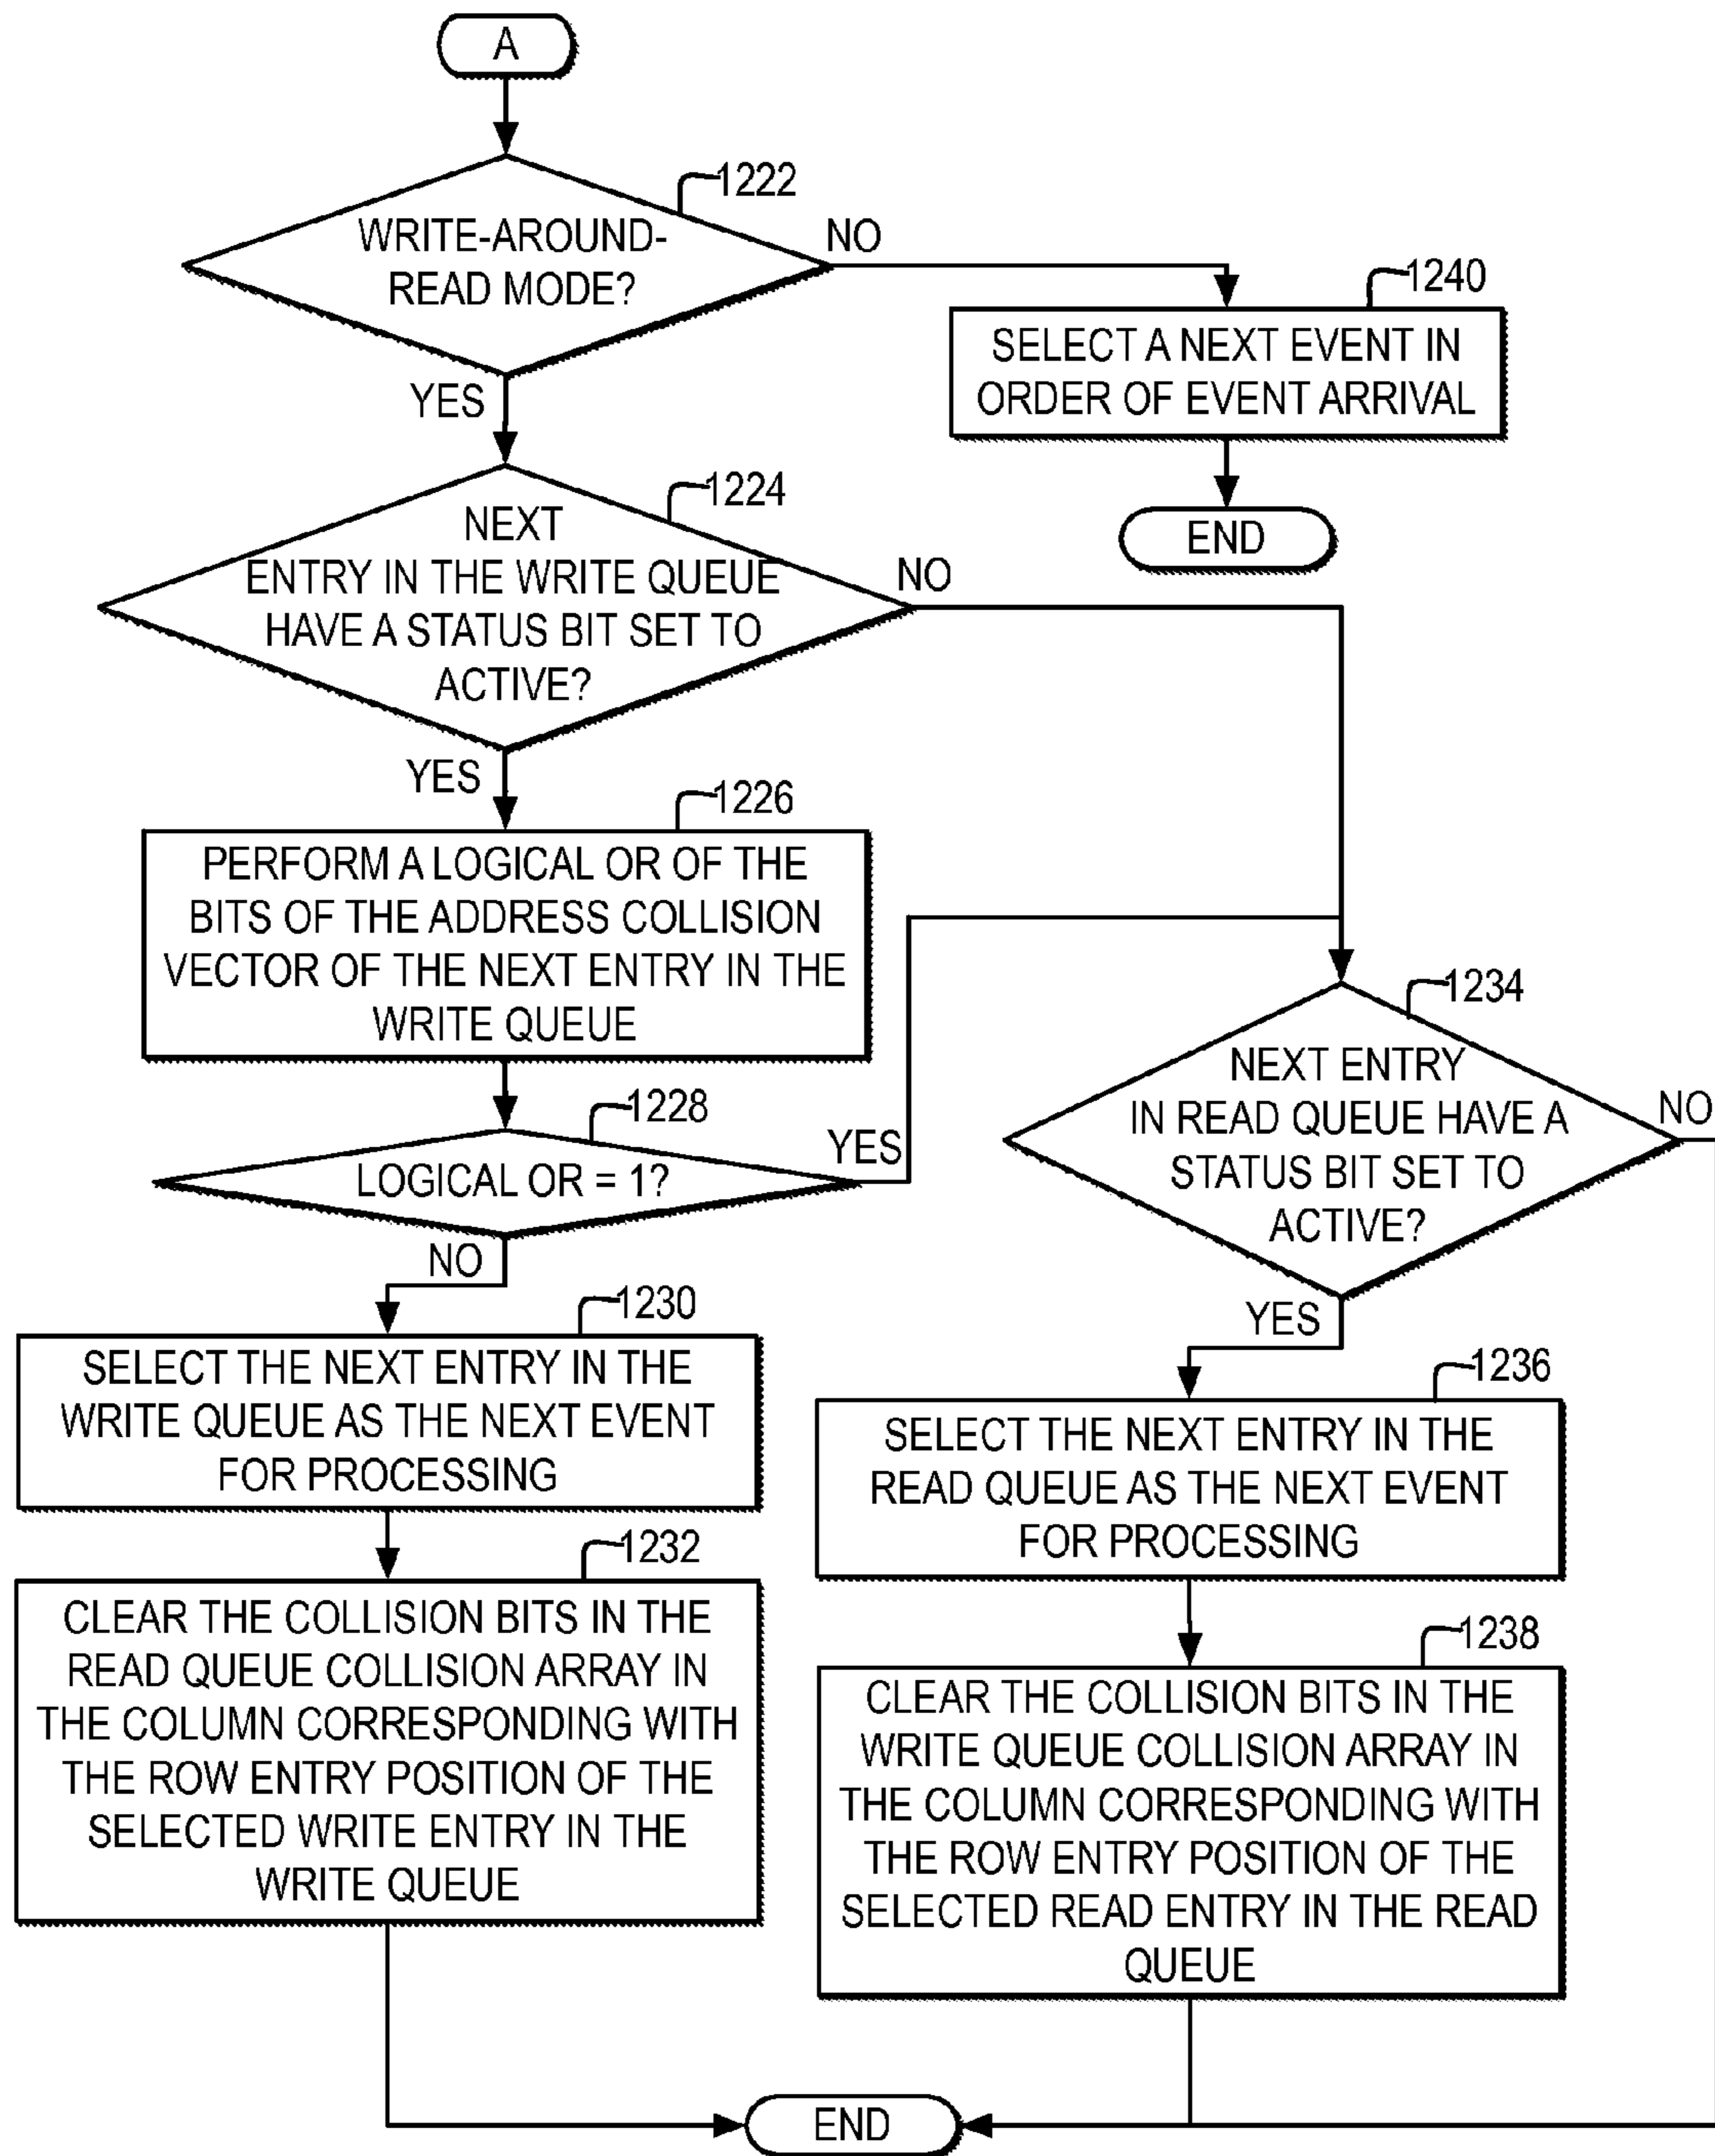 A
1222
WRITE-AROUND-
READ MODE?
NO
YES
1240
SELECT A NEXT EVENT IN
ORDER OF EVENT ARRIVAL
END
1224
NEXT
ENTRY IN THE WRITE QUEUE
HAVE A STATUS BIT SET TO
ACTIVE?
NO
YES
1226
PERFORM A LOGICAL OR OF THE
BITS OF THE ADDRESS COLLISION
VECTOR OF THE NEXT ENTRY IN THE
WRITE QUEUE
1228
LOGICAL OR = 1?
YES
NO
1234
NEXT ENTRY
IN READ QUEUE HAVE A
STATUS BIT SET TO
ACTIVE?
NO
YES
1230
SELECT THE NEXT ENTRY IN THE
WRITE QUEUE AS THE NEXT EVENT
FOR PROCESSING
1236
SELECT THE NEXT ENTRY IN THE
READ QUEUE AS THE NEXT EVENT
FOR PROCESSING
1232
CLEAR THE COLLISION BITS IN THE
READ QUEUE COLLISION ARRAY IN
THE COLUMN CORRESPONDING WITH
THE ROW ENTRY POSITION OF THE
SELECTED WRITE ENTRY IN THE
WRITE QUEUE
1238
CLEAR THE COLLISION BITS IN THE
WRITE QUEUE COLLISION ARRAY IN
THE COLUMN CORRESPONDING WITH
THE ROW ENTRY POSITION OF THE
SELECTED READ ENTRY IN THE READ
QUEUE
END